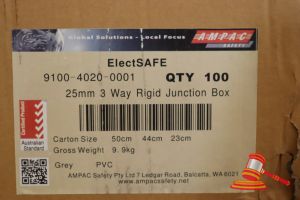 Global Solutions - Local Focus
AMPAC
SAFETY
ElectSAFE
9100-4020-0001 QTY 100
25mm 3 Way Rigid Junction Box
Certified Product
Australian Standard
Carton Size 50cm 44cm 23cm
Gross Weight 9.9kg
Grey PVC
AMPAC Safety Pty Ltd 7 Ledgar Road, Balcatta, WA 6021
www.ampacsafety.net